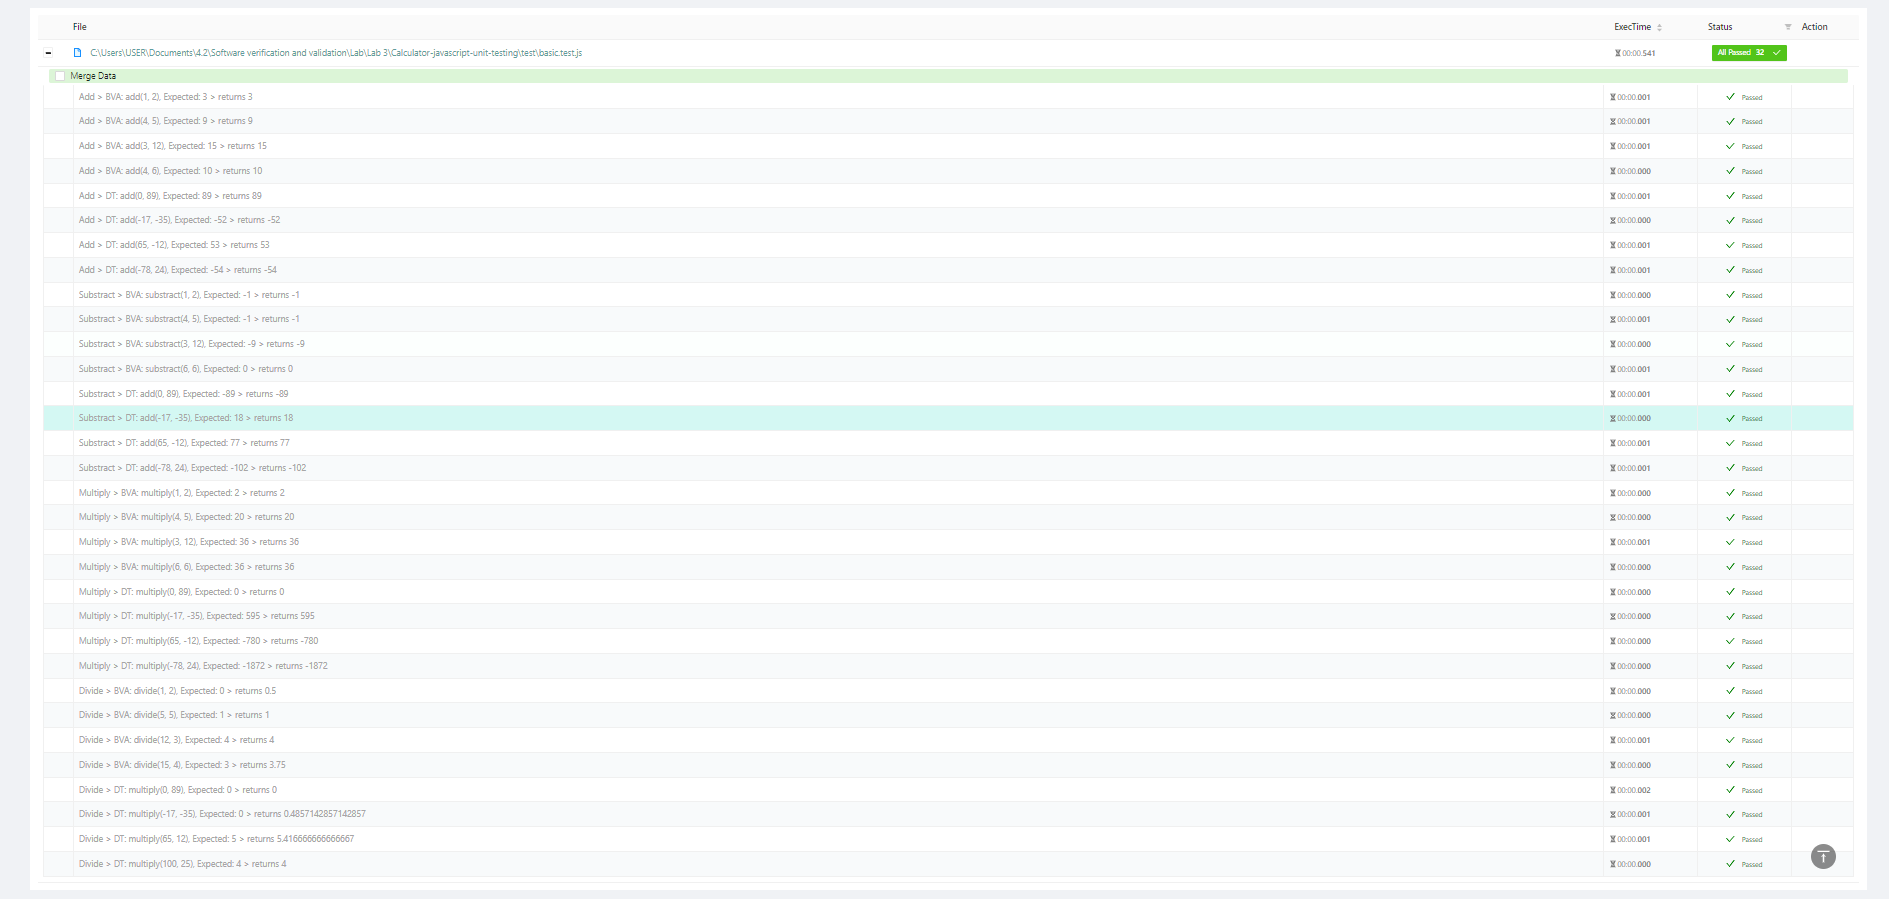 File ExecTime Status Action
C:\Users\USER\Documents\4.2\Software verification and validation\Lab\Lab 3\Calculator-javascript-unit-testing\test\basic.test.js 00:00.541 All Passed 32
Merge Data
Add > BVA: add(1, 2), Expected: 3 > returns 3 00:00.001 Passed
Add > BVA: add(4, 5), Expected: 9 > returns 9 00:00.001 Passed
Add > BVA: add(3, 12), Expected: 15 > returns 15 00:00.001 Passed
Add > BVA: add(4, 6), Expected: 10 > returns 10 00:00.000 Passed
Add > DT: add(0, 89), Expected: 89 > returns 89 00:00.001 Passed
Add > DT: add(-17, -35), Expected: -52 > returns -52 00:00.000 Passed
Add > DT: add(65, -12), Expected: 53 > returns 53 00:00.001 Passed
Add > DT: add(-78, 24), Expected: -54 > returns -54 00:00.001 Passed
Substract > BVA: substract(1, 2), Expected: -1 > returns -1 00:00.000 Passed
Substract > BVA: substract(4, 5), Expected: -1 > returns -1 00:00.001 Passed
Substract > BVA: substract(3, 12), Expected: -9 > returns -9 00:00.000 Passed
Substract > BVA: substract(6, 6), Expected: 0 > returns 0 00:00.001 Passed
Substract > DT: add(0, 89), Expected: -89 > returns -89 00:00.001 Passed
Substract > DT: add(-17, -35), Expected: 18 > returns 18 00:00.000 Passed
Substract > DT: add(65, -12), Expected: 77 > returns 77 00:00.001 Passed
Substract > DT: add(-78, 24), Expected: -102 > returns -102 00:00.001 Passed
Multiply > BVA: multiply(1, 2), Expected: 2 > returns 2 00:00.000 Passed
Multiply > BVA: multiply(4, 5), Expected: 20 > returns 20 00:00.000 Passed
Multiply > BVA: multiply(3, 12), Expected: 36 > returns 36 00:00.001 Passed
Multiply > BVA: multiply(6, 6), Expected: 36 > returns 36 00:00.000 Passed
Multiply > DT: multiply(0, 89), Expected: 0 > returns 0 00:00.000 Passed
Multiply > DT: multiply(-17, -35), Expected: 595 > returns 595 00:00.000 Passed
Multiply > DT: multiply(65, -12), Expected: -780 > returns -780 00:00.000 Passed
Multiply > DT: multiply(-78, 24), Expected: -1872 > returns -1872 00:00.000 Passed
Divide > BVA: divide(1, 2), Expected: 0 > returns 0.5 00:00.000 Passed
Divide > BVA: divide(5, 5), Expected: 1 > returns 1 00:00.000 Passed
Divide > BVA: divide(12, 3), Expected: 4 > returns 4 00:00.001 Passed
Divide > BVA: divide(15, 4), Expected: 3 > returns 3.75 00:00.000 Passed
Divide > DT: multiply(0, 89), Expected: 0 > returns 0 00:00.002 Passed
Divide > DT: multiply(-17, -35), Expected: 0 > returns 0.4857142857142857 00:00.001 Passed
Divide > DT: multiply(65, 12), Expected: 5 > returns 5.416666666666667 00:00.001 Passed
Divide > DT: multiply(100, 25), Expected: 4 > returns 4 00:00.000 Passed